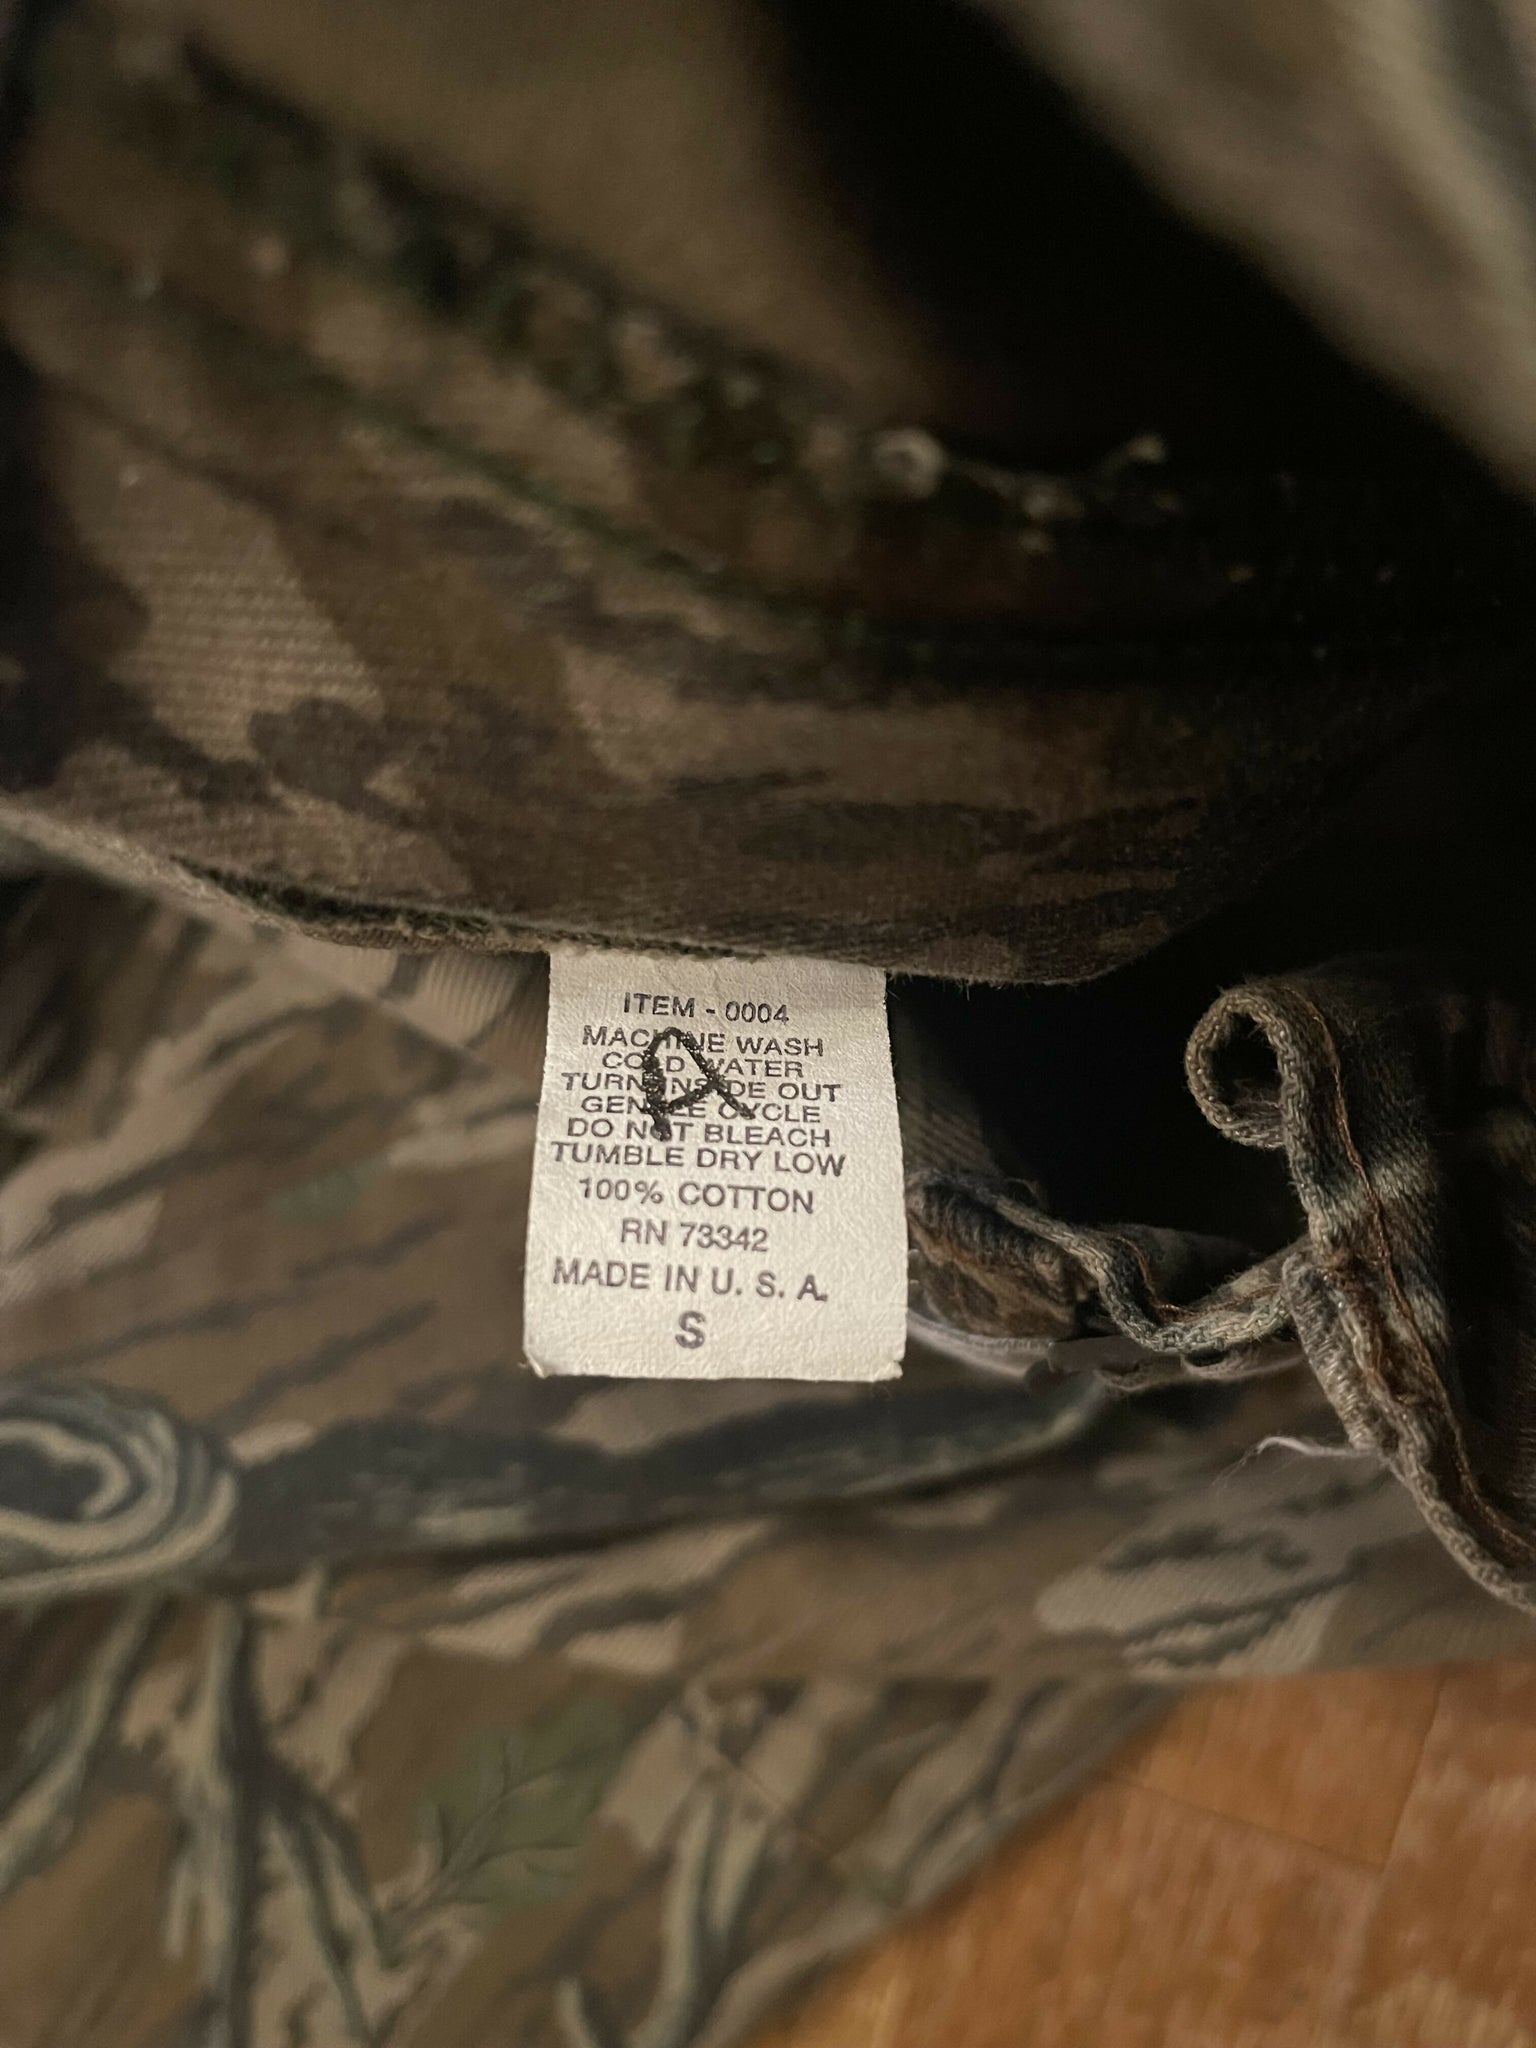 ITEM - 0004
MACHINE WASH
COLD WATER
TURN INSIDE OUT
GENTLE CYCLE
DO NOT BLEACH
TUMBLE DRY LOW
100% COTTON
RN 73342
MADE IN U. S. A.
S